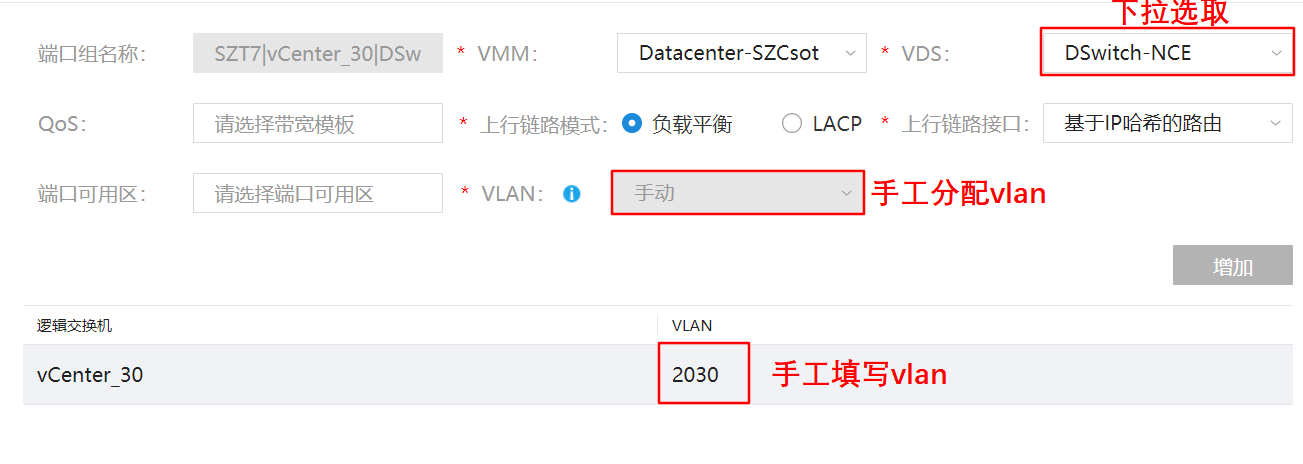 下拉选取
端口组名称： SZT7|vCenter_30|DSw * VMM： Datacenter-SZCsot * VDS： DSwitch-NCE
QoS： 请选择带宽模板 * 上行链路模式： 负载平衡 LACP * 上行链路接口： 基于IP哈希的路由
端口可用区： 请选择端口可用区 * VLAN： 手动 手工分配vlan
增加
逻辑交换机 VLAN
vCenter_30 2030 手工填写vlan